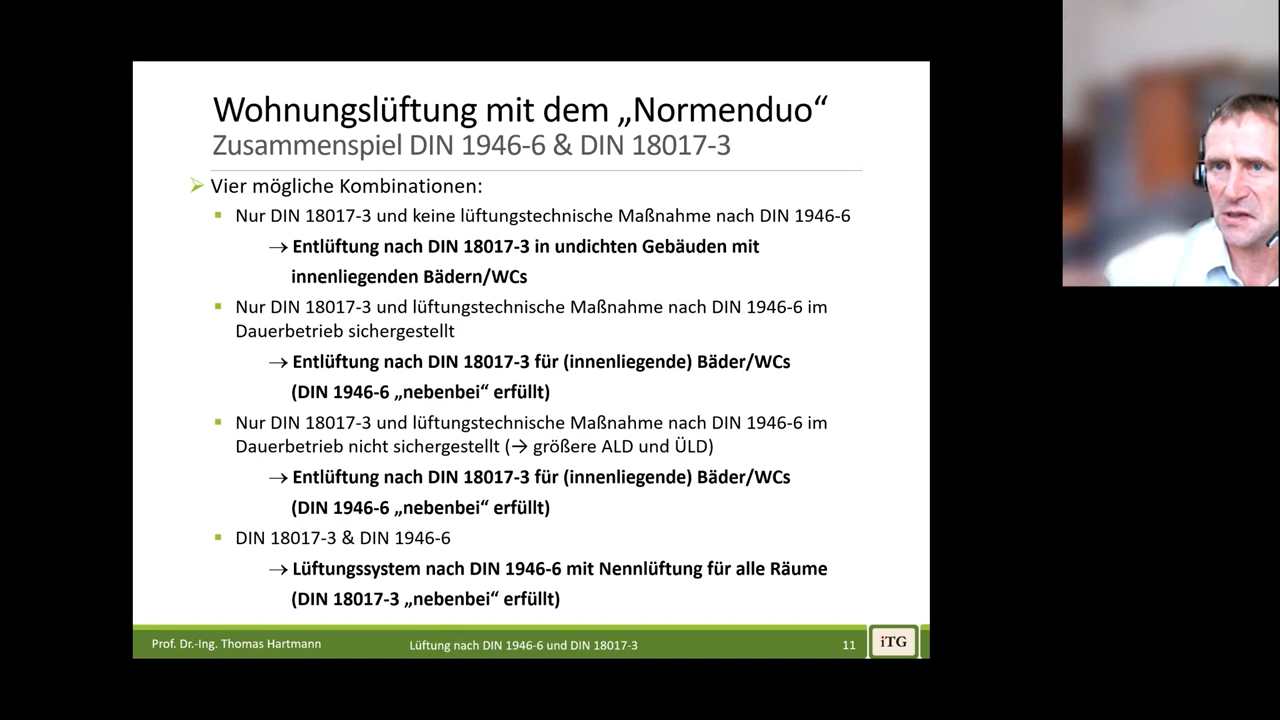 Wohnungslüftung mit dem „Normenduo“
Zusammenspiel DIN 1946-6 & DIN 18017-3
Vier mögliche Kombinationen:
Nur DIN 18017-3 und keine lüftungstechnische Maßnahme nach DIN 1946-6
→ Entlüftung nach DIN 18017-3 in undichten Gebäuden mit
innenliegenden Bädern/WCs
Nur DIN 18017-3 und lüftungstechnische Maßnahme nach DIN 1946-6 im
Dauerbetrieb sichergestellt
→ Entlüftung nach DIN 18017-3 für (innenliegende) Bäder/WCs
(DIN 1946-6 „nebenbei“ erfüllt)
Nur DIN 18017-3 und lüftungstechnische Maßnahme nach DIN 1946-6 im
Dauerbetrieb nicht sichergestellt (→ größere ALD und ÜLD)
→ Entlüftung nach DIN 18017-3 für (innenliegende) Bäder/WCs
(DIN 1946-6 „nebenbei“ erfüllt)
DIN 18017-3 & DIN 1946-6
→ Lüftungssystem nach DIN 1946-6 mit Nennlüftung für alle Räume
(DIN 18017-3 „nebenbei“ erfüllt)
Prof. Dr.-Ing. Thomas Hartmann
Lüftung nach DIN 1946-6 und DIN 18017-3
11
iTG